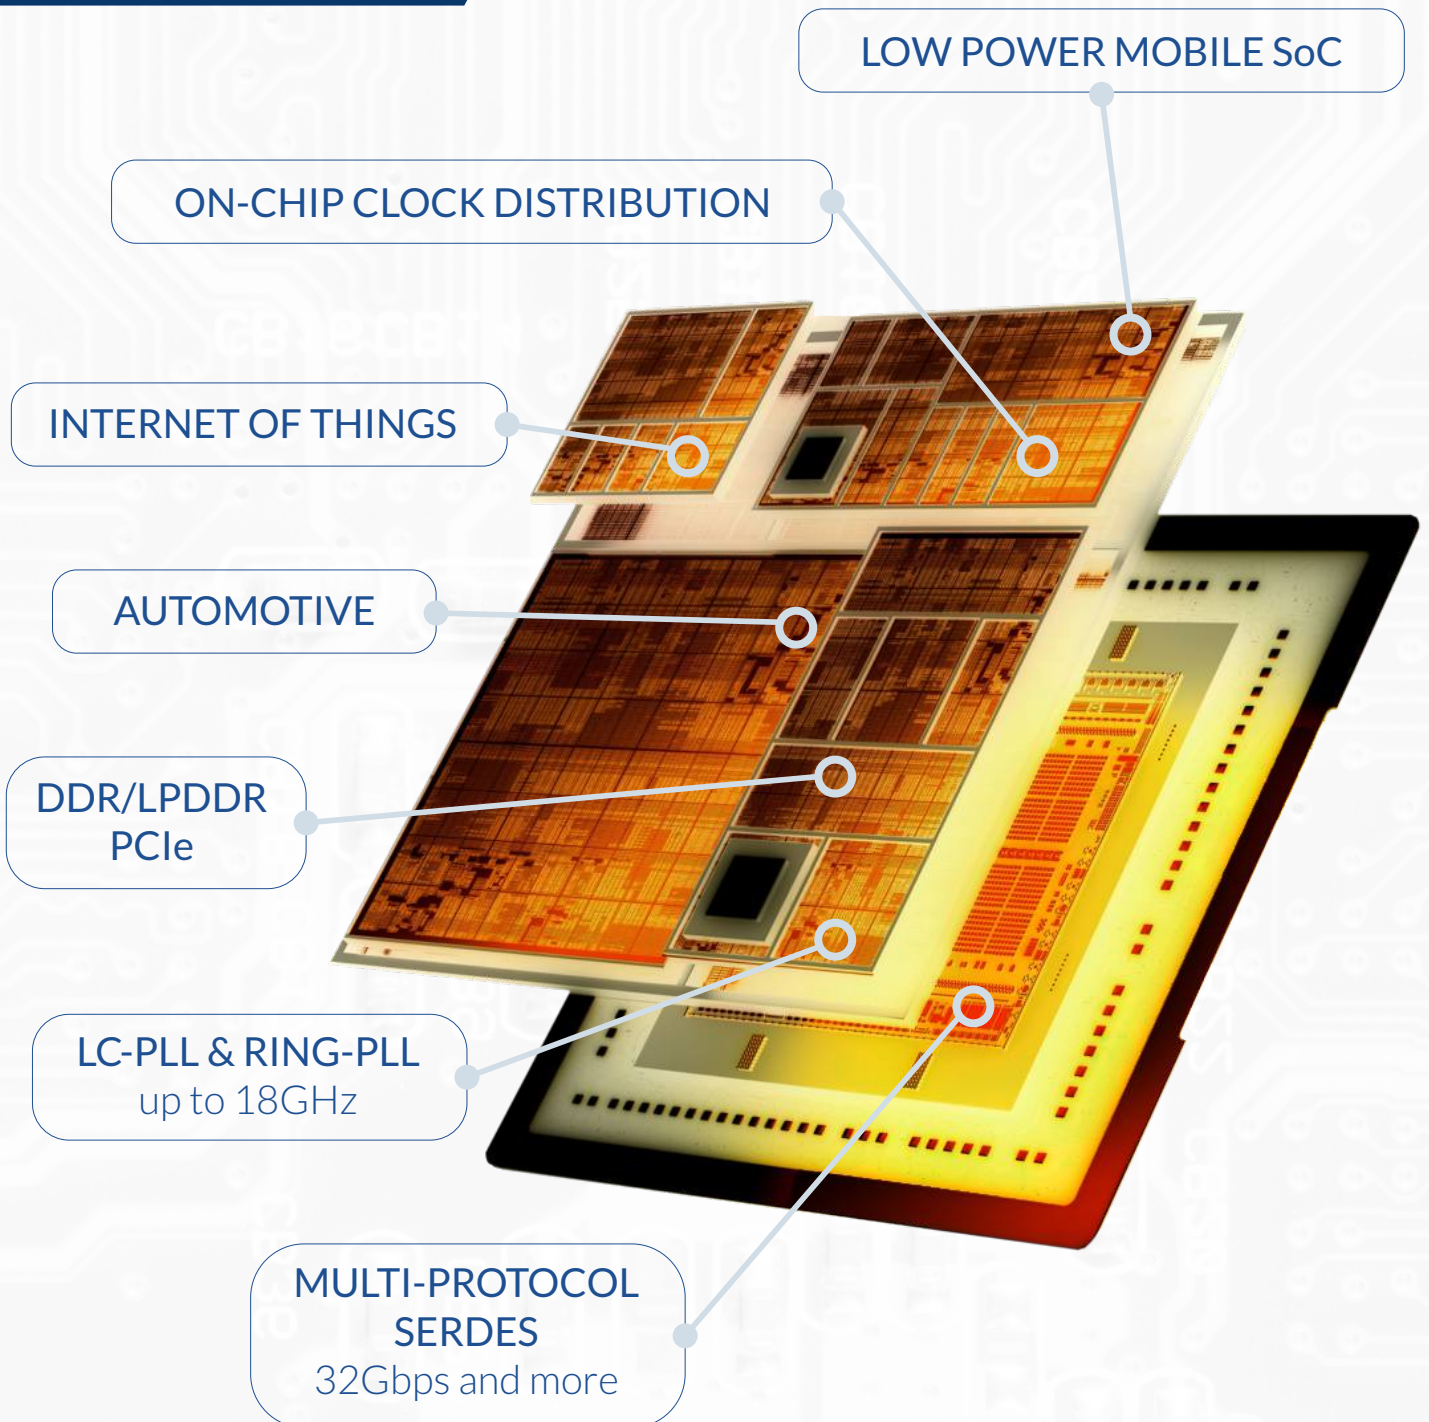 LOW POWER MOBILE SoC
ON-CHIP CLOCK DISTRIBUTION
INTERNET OF THINGS
AUTOMOTIVE
DDR/LPDDR
PCIe
LC-PLL & RING-PLL
up to 18GHz
MULTI-PROTOCOL
SERDES
32Gbps and more